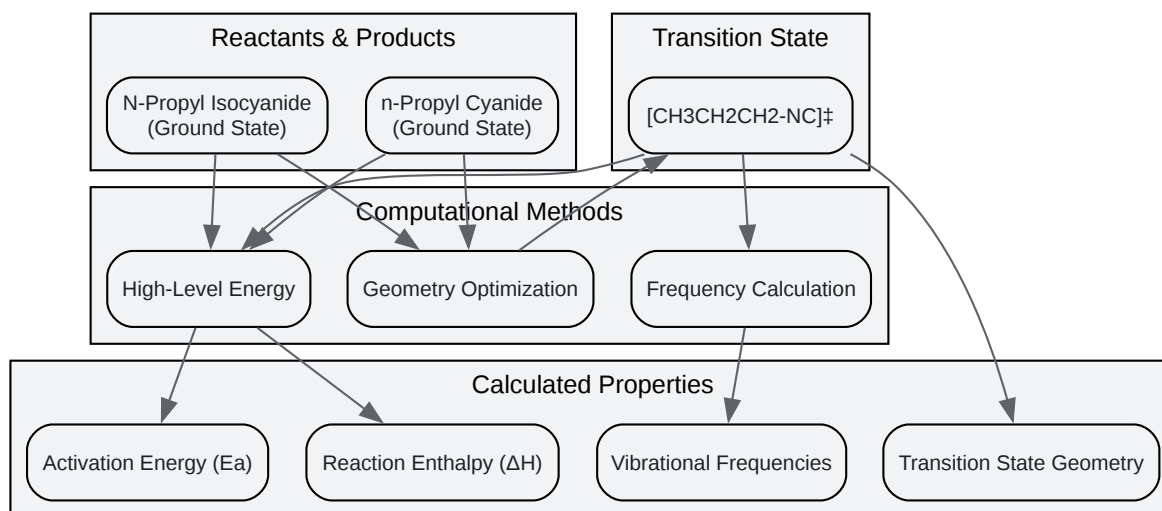 Reactants & Products
Transition State
N-Propyl Isocyanide
(Ground State)
n-Propyl Cyanide
(Ground State)
[CH3CH2CH2-NC]‡
Computational Methods
High-Level Energy
Geometry Optimization
Frequency Calculation
Calculated Properties
Activation Energy (Ea)
Reaction Enthalpy (ΔH)
Vibrational Frequencies
Transition State Geometry